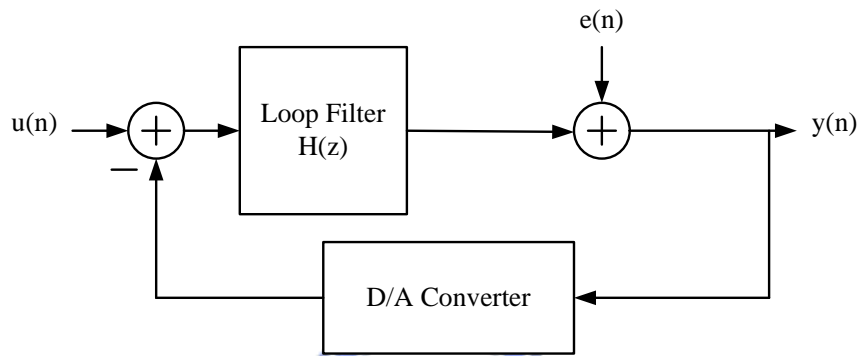 e(n)
u(n)
Loop Filter
H(z)
y(n)
D/A Converter